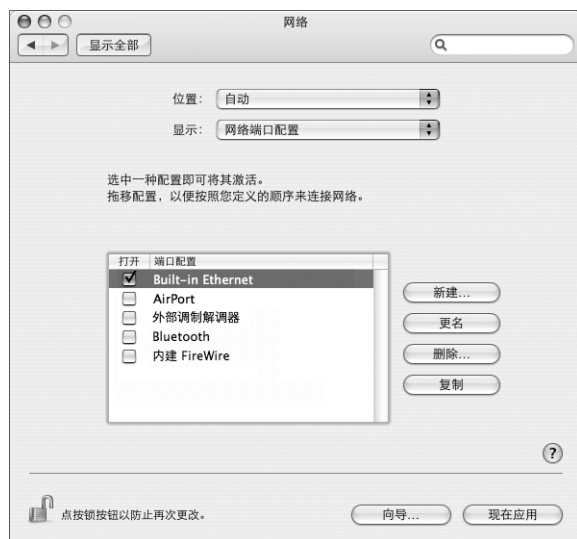 网络
显示全部
位置： 自动
显示： 网络端口配置
选中一种配置即可将其激活。
拖移配置，以便按照您定义的顺序来连接网络。
打开 端口配置
Built-in Ethernet
AirPort
外部调制解调器
Bluetooth
内建 FireWire
新建...
更名
删除...
复制
?
点按锁按钮以防止再次更改。
向导...
现在应用